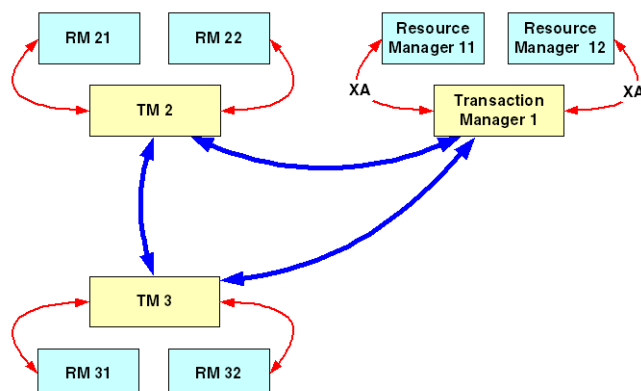 RM 21
RM 22
Resource
Manager 11
Resource
Manager 12
XA
XA
TM 2
Transaction
Manager 1
TM 3
RM 31
RM 32